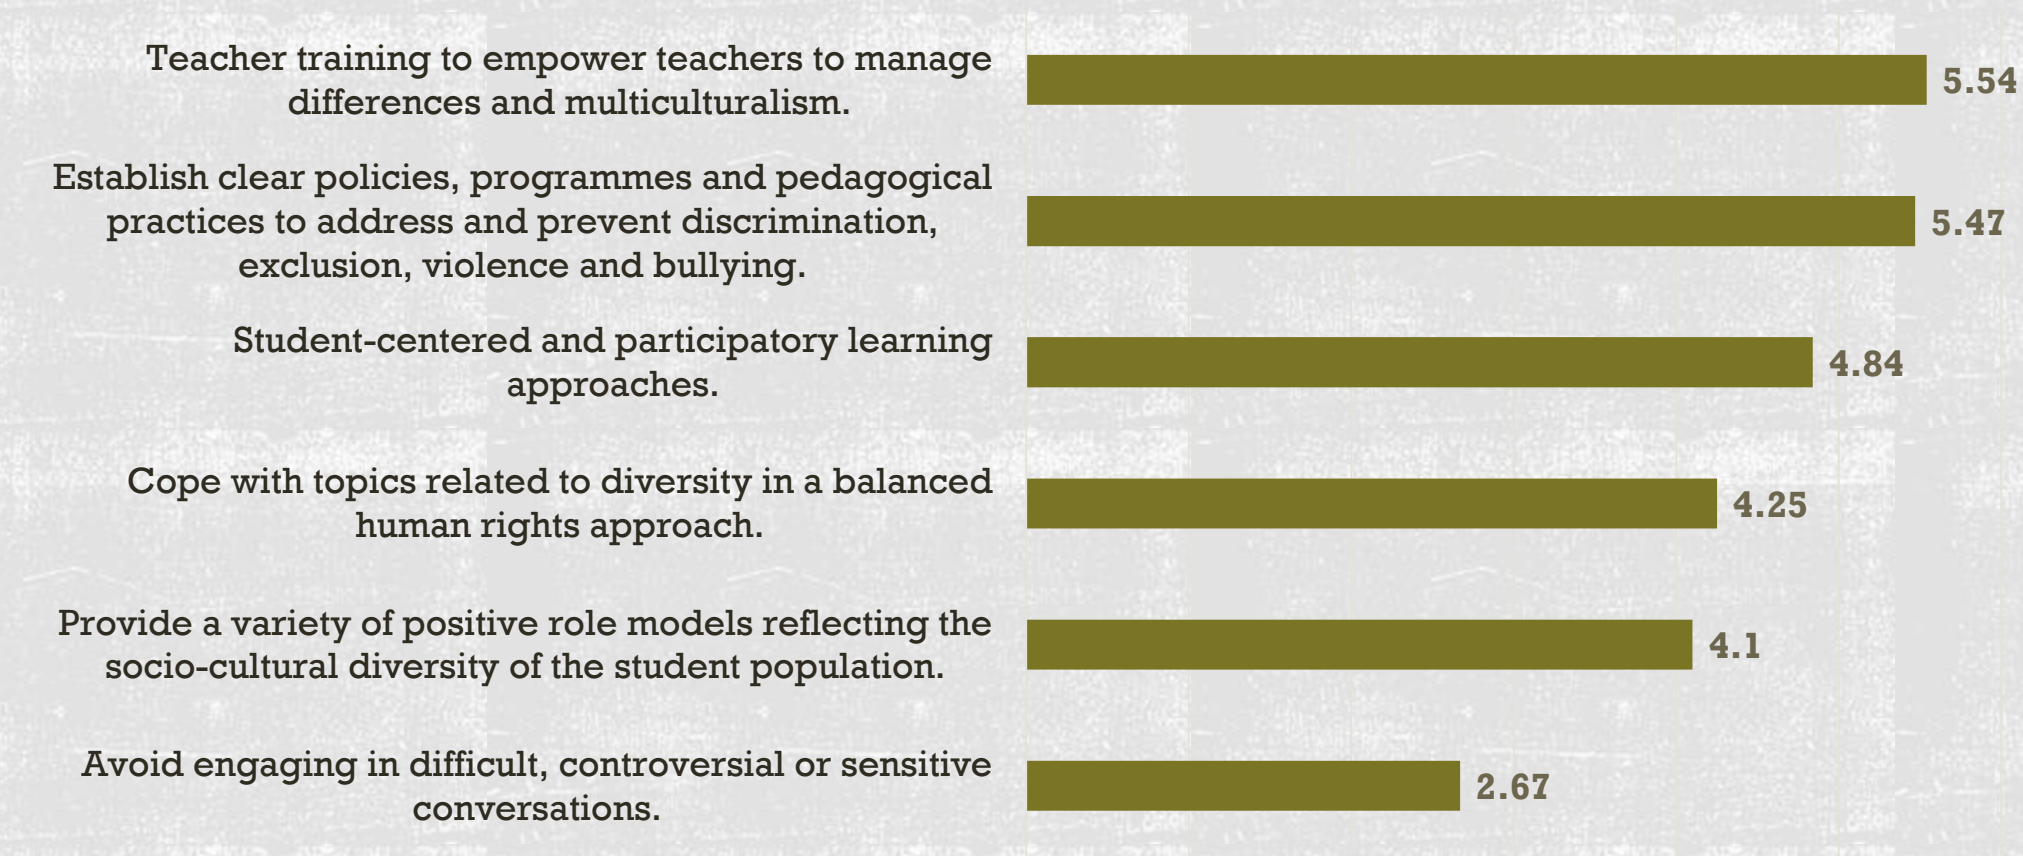 Teacher training to empower teachers to manage
differences and multiculturalism.
5.54
Establish clear policies, programmes and pedagogical
practices to address and prevent discrimination,
exclusion, violence and bullying.
5.47
Student-centered and participatory learning
approaches.
4.84
Cope with topics related to diversity in a balanced
human rights approach.
4.25
Provide a variety of positive role models reflecting the
socio-cultural diversity of the student population.
4.1
Avoid engaging in difficult, controversial or sensitive
conversations.
2.67